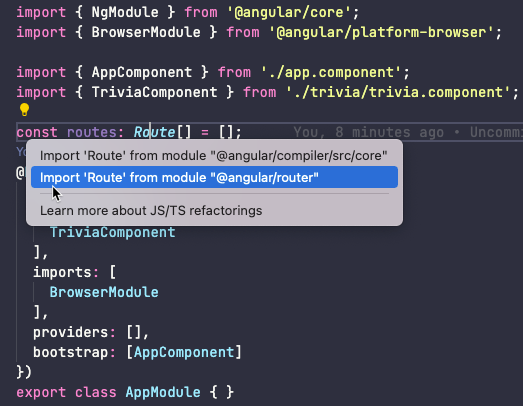 import { NgModule } from '@angular/core';
import { BrowserModule } from '@angular/platform-browser';
import { AppComponent } from './app.component';
import { TriviaComponent } from './trivia/trivia.component';
const routes: Route[] = []; You, 8 minutes ago • Uncomm
Yo
@
Import 'Route' from module "@angular/compiler/src/core"
Import 'Route' from module "@angular/router"
Learn more about JS/TS refactorings
TriviaComponent
],
imports: [
BrowserModule
],
providers: [],
bootstrap: [AppComponent]
})
export class AppModule { }